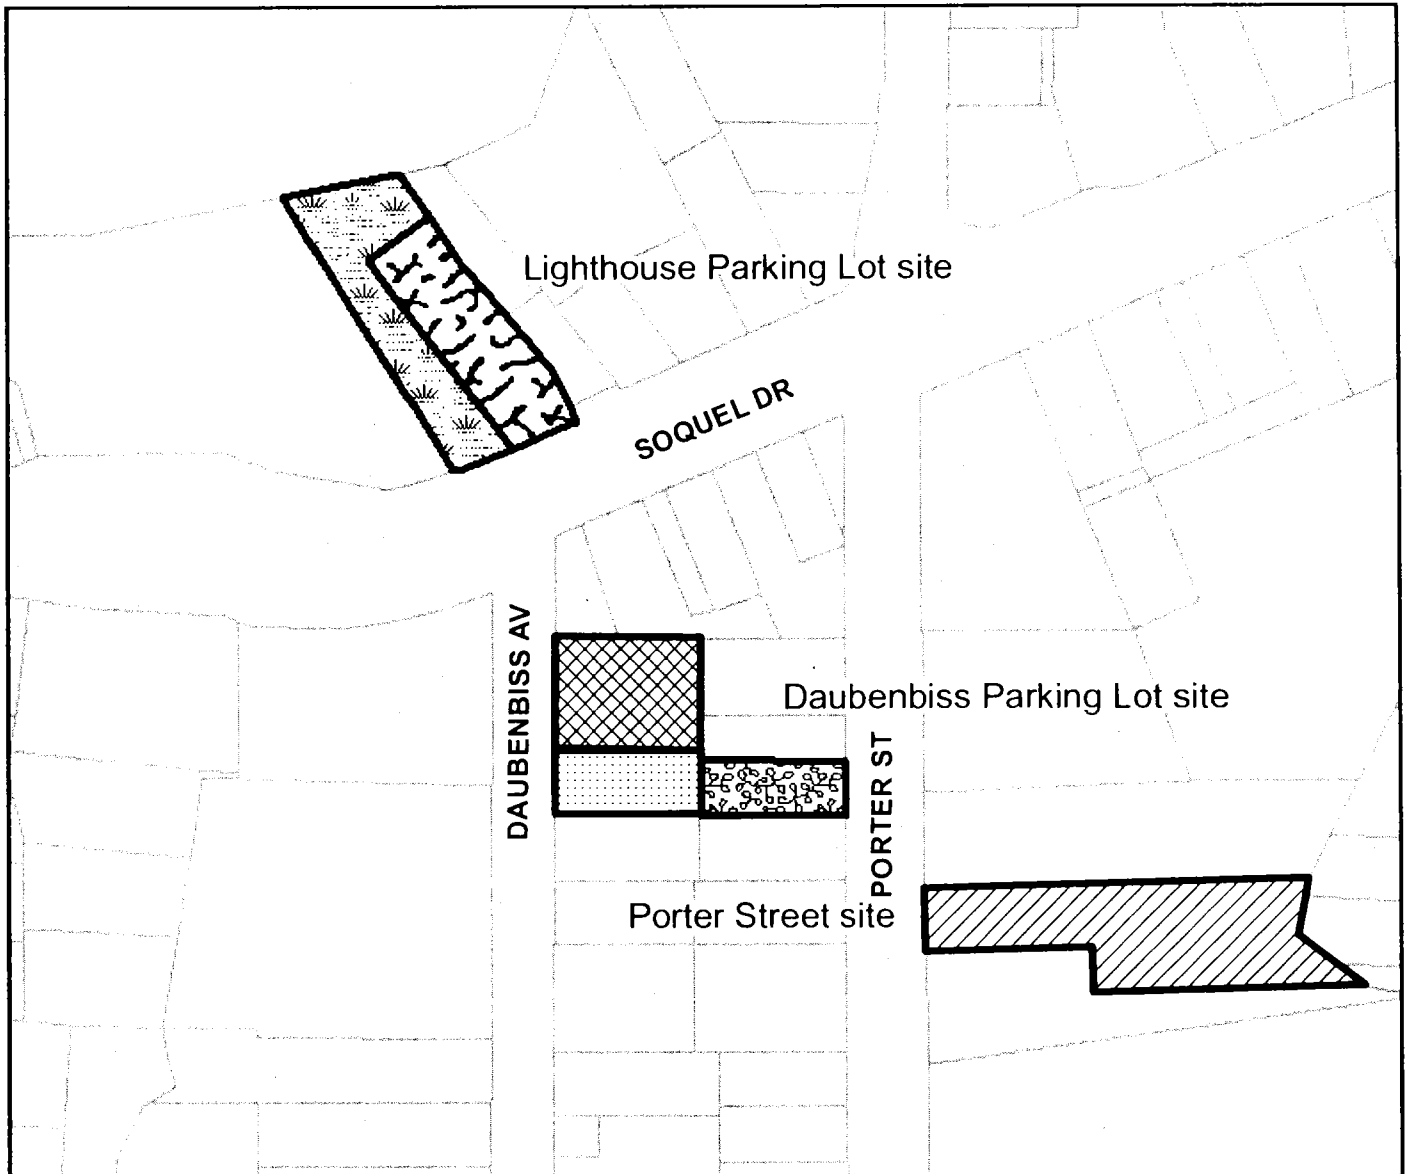 Lighthouse Parking Lot site
SOQUEL DR
DAUBENBISS AV
Daubenbiss Parking Lot site
PORTER ST
Porter Street site